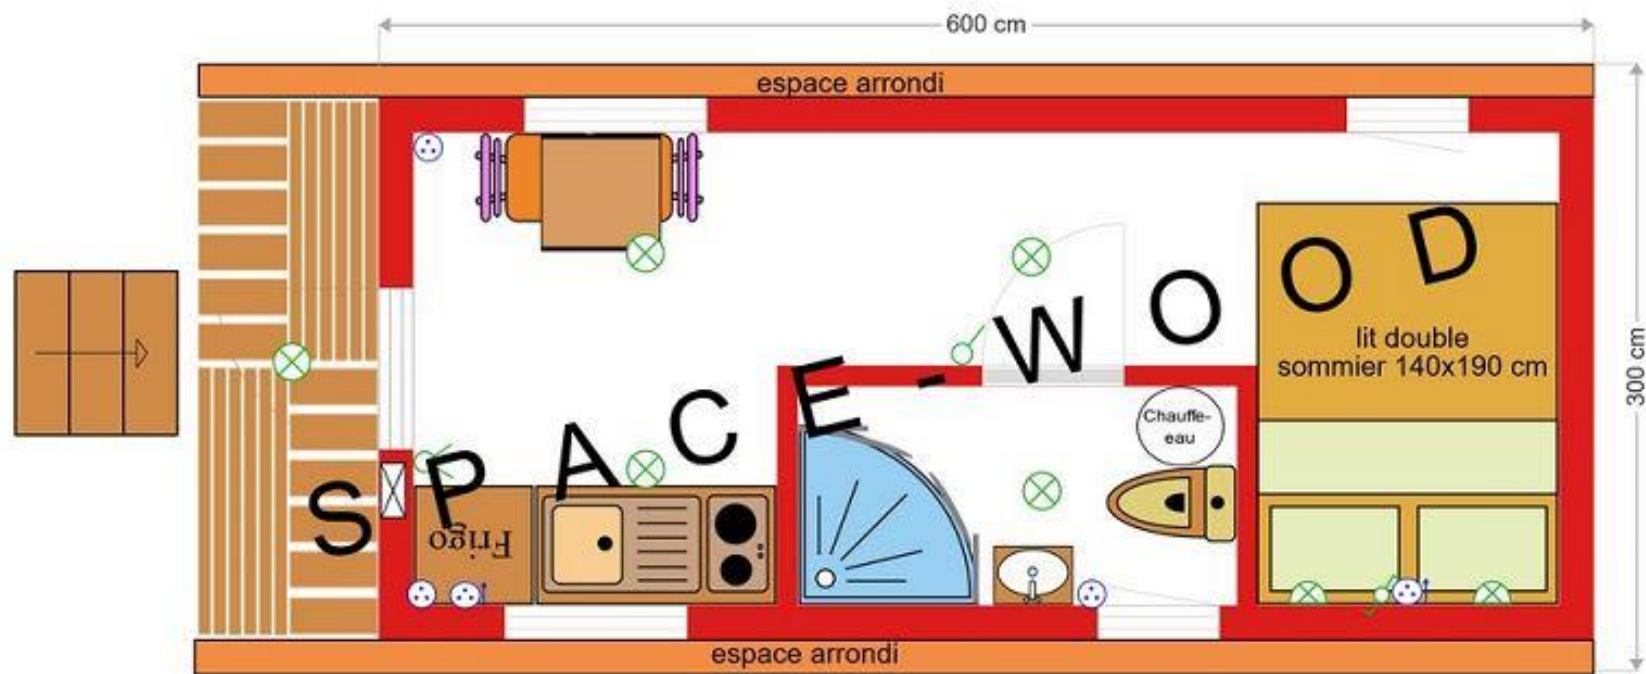 600 cm
espace arrondi
300 cm
SPACE-WOOD
lit double
sommier 140x190 cm
Chauffe-
eau
Frigo
espace arrondi